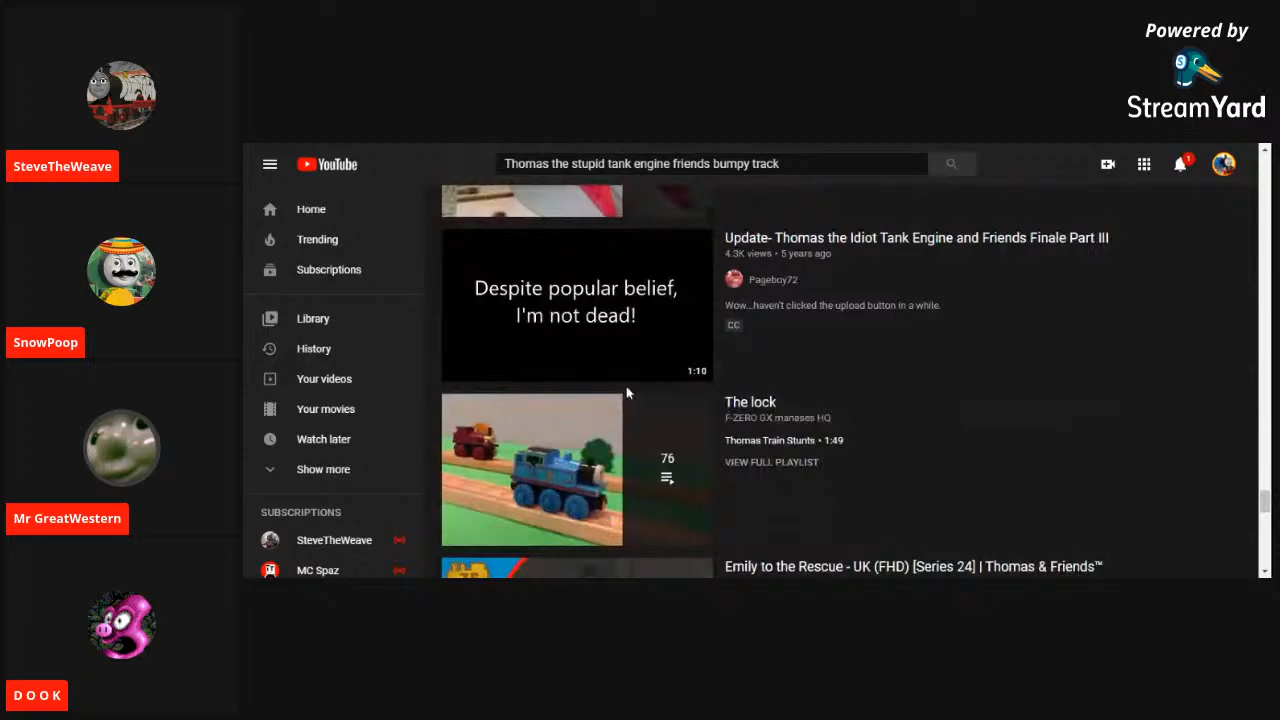 Powered by
StreamYard
SteveTheWeave
SnowPoop
Mr GreatWestern
D O O K
YouTube
Thomas the stupid tank engine friends bumpy track
1
Home
Trending
Subscriptions
Library
History
Your videos
Your movies
Watch later
Show more
SUBSCRIPTIONS
SteveTheWeave
MC Spaz
Despite popular belief,
I'm not dead!
1:10
Update- Thomas the Idiot Tank Engine and Friends Finale Part III
4.3K views • 5 years ago
Pageboy72
Wow...haven't clicked the upload button in a while.
CC
76
The lock
F-ZERO GX maneses HQ
Thomas Train Stunts • 1:49
VIEW FULL PLAYLIST
Emily to the Rescue - UK (FHD) [Series 24] | Thomas & Friends™